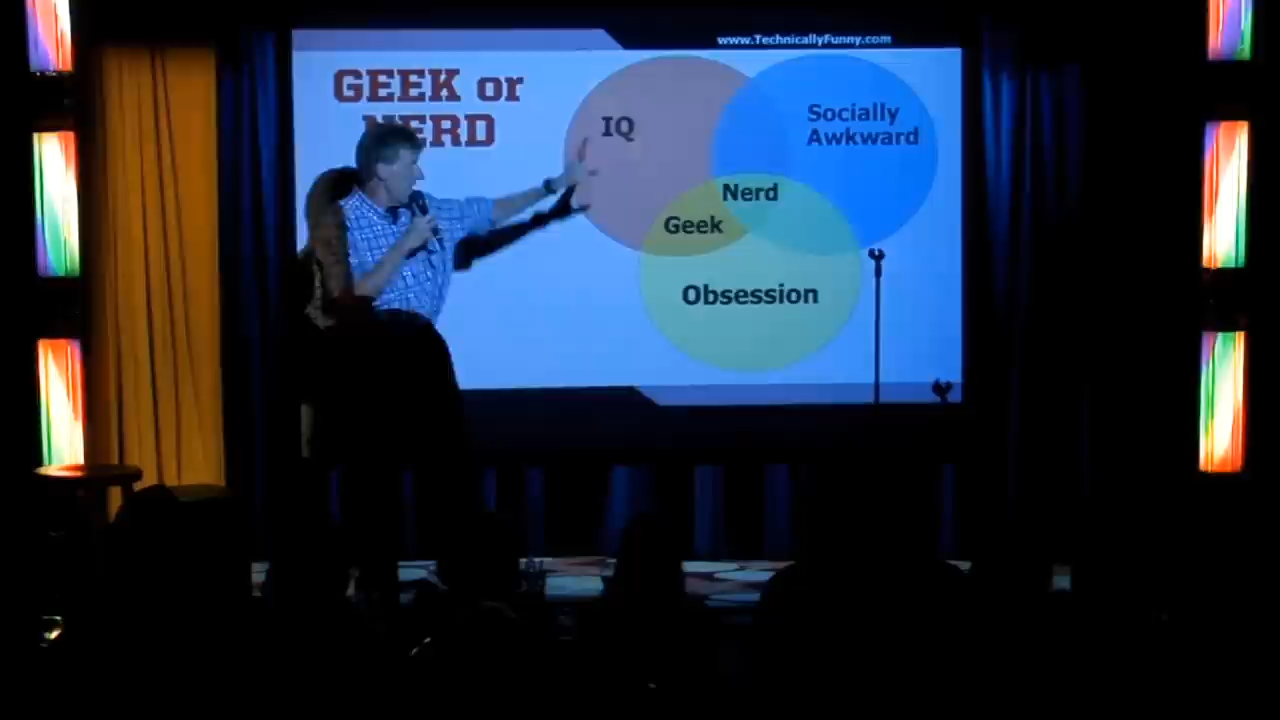 www.TechnicallyFunny.com
GEEK or
NERD
IQ
Socially
Awkward
Nerd
Geek
Obsession